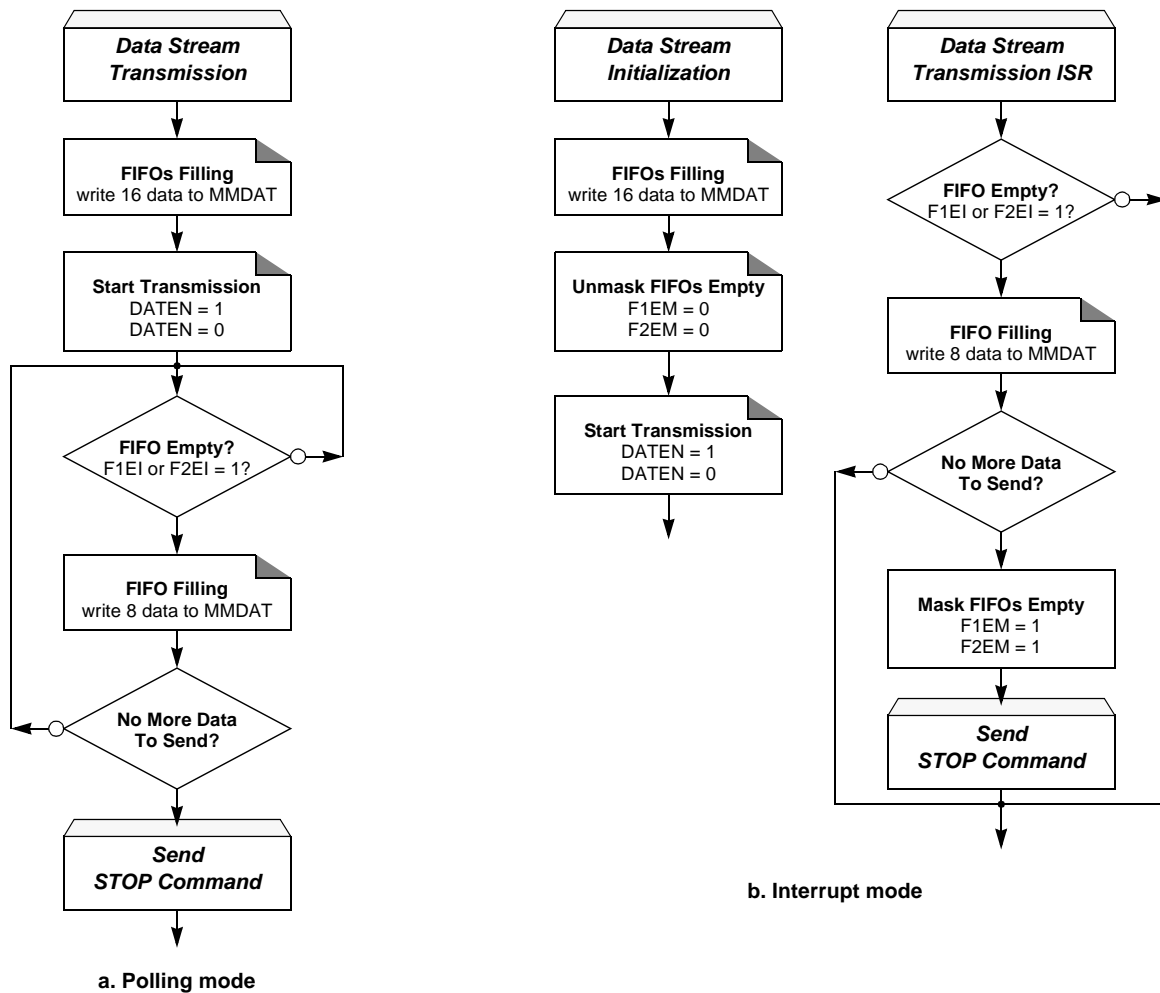 Data Stream
Transmission
FIFOs Filling
write 16 data to MMDAT
Start Transmission
DATEN = 1
DATEN = 0
FIFO Empty?
F1EI or F2EI = 1?
FIFO Filling
write 8 data to MMDAT
No More Data
To Send?
Send
STOP Command
a. Polling mode
Data Stream
Initialization
FIFOs Filling
write 16 data to MMDAT
Unmask FIFOs Empty
F1EM = 0
F2EM = 0
Start Transmission
DATEN = 1
DATEN = 0
Data Stream
Transmission ISR
FIFO Empty?
F1EI or F2EI = 1?
FIFO Filling
write 8 data to MMDAT
No More Data
To Send?
Mask FIFOs Empty
F1EM = 1
F2EM = 1
Send
STOP Command
b. Interrupt mode